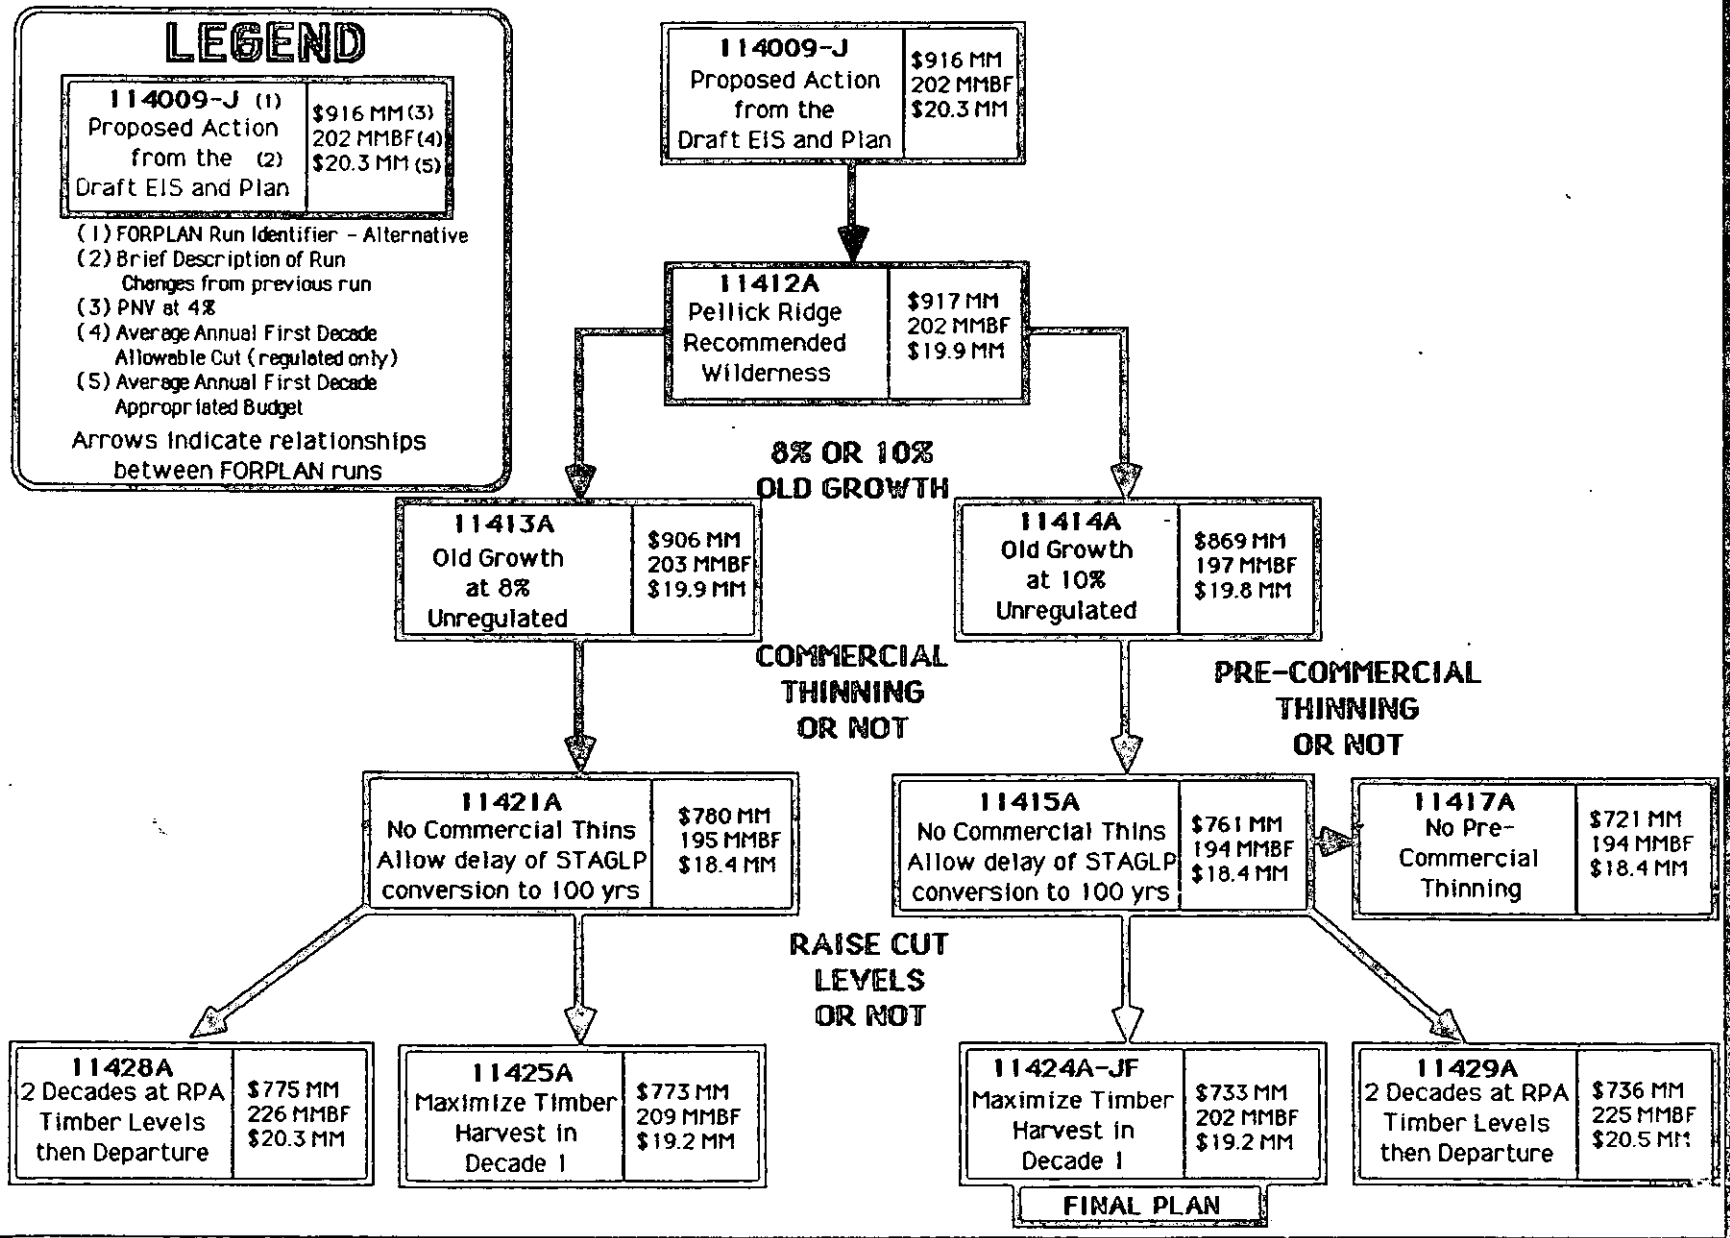 LEGEND
114009-J (1)
Proposed Action
from the (2)
Draft EIS and Plan
$916 MM (3)
202 MMBF (4)
$20.3 MM (5)
(1) FORPLAN Run Identifier - Alternative
(2) Brief Description of Run
Changes from previous run
(3) PNV at 4%
(4) Average Annual First Decade
Allowable Cut (regulated only)
(5) Average Annual First Decade
Appropriated Budget
Arrows indicate relationships
between FORPLAN runs
114009-J
Proposed Action
from the
Draft EIS and Plan
$916 MM
202 MMBF
$20.3 MM
11412A
Pellick Ridge
Recommended
Wilderness
$917 MM
202 MMBF
$19.9 MM
8% OR 10%
OLD GROWTH
11413A
Old Growth
at 8%
Unregulated
$906 MM
203 MMBF
$19.9 MM
11414A
Old Growth
at 10%
Unregulated
$869 MM
197 MMBF
$19.8 MM
COMMERCIAL
THINNING
OR NOT
PRE-COMMERCIAL
THINNING
OR NOT
11421A
No Commercial Thins
Allow delay of STAGLP
conversion to 100 yrs
$780 MM
195 MMBF
$18.4 MM
11415A
No Commercial Thins
Allow delay of STAGLP
conversion to 100 yrs
$761 MM
194 MMBF
$18.4 MM
11417A
No Pre-
Commercial
Thinning
$721 MM
194 MMBF
$18.4 MM
RAISE CUT
LEVELS
OR NOT
11428A
2 Decades at RPA
Timber Levels
then Departure
$775 MM
226 MMBF
$20.3 MM
11425A
Maximize Timber
Harvest in
Decade 1
$773 MM
209 MMBF
$19.2 MM
11424A-JF
Maximize Timber
Harvest in
Decade 1
$733 MM
202 MMBF
$19.2 MM
FINAL PLAN
11429A
2 Decades at RPA
Timber Levels
then Departure
$736 MM
225 MMBF
$20.5 MM